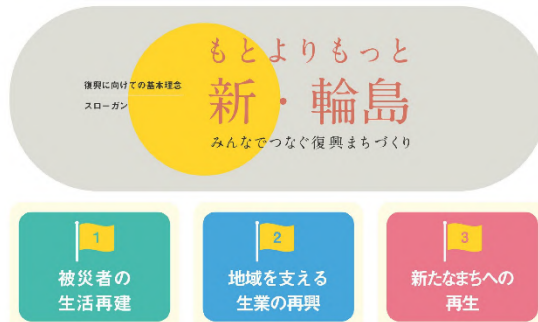 もとよりもっと
復興に向けての基本理念
スローガン
新・輪島
みんなでつなぐ復興まちづくり
1
被災者の
生活再建
2
地域を支える
生業の再興
3
新たなまちへの
再生